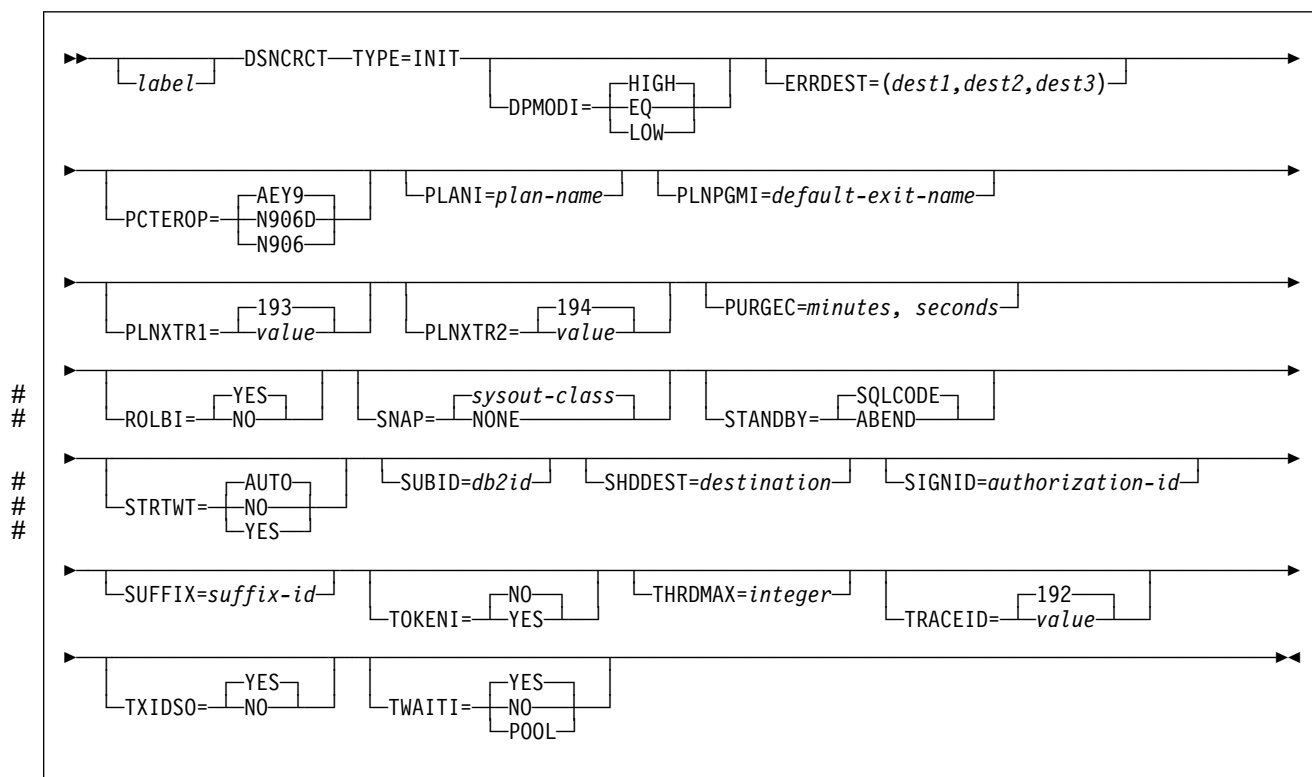 label DSNCRCT TYPE=INIT DPMODI= HIGH EQ LOW ERRDEST=(dest1,dest2,dest3)
PCTEROP= AEY9 N906D N906 PLANI=plan-name PLNPGMI=default-exit-name
PLNXTR1= 193 value PLNXTR2= 194 value PURGEC=minutes, seconds
# # ROLBI= YES NO SNAP= sysout-class NONE STANDBY= SQLCODE ABEND
# # # STRTWT= AUTO NO YES SUBID=db2id SHDDEST=destination SIGNID=authorization-id
SUFFIX=suffix-id TOKENI= NO YES THRDMAX=integer TRACEID= 192 value
TXIDSO= YES NO TWAITI= YES NO POOL